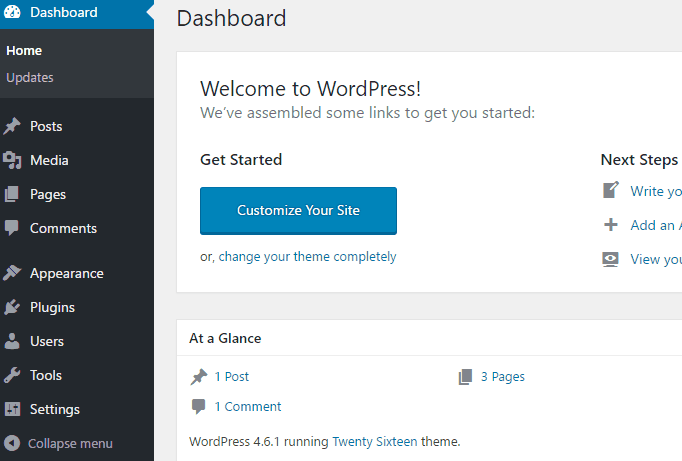 Dashboard
Home
Updates
Posts
Media
Pages
Comments
Appearance
Plugins
Users
Tools
Settings
Collapse menu
Dashboard
Welcome to WordPress!
We've assembled some links to get you started:
Get Started
Customize Your Site
or, change your theme completely
Next Steps
Write yo
Add an A
View you
At a Glance
1 Post
3 Pages
1 Comment
WordPress 4.6.1 running Twenty Sixteen theme.